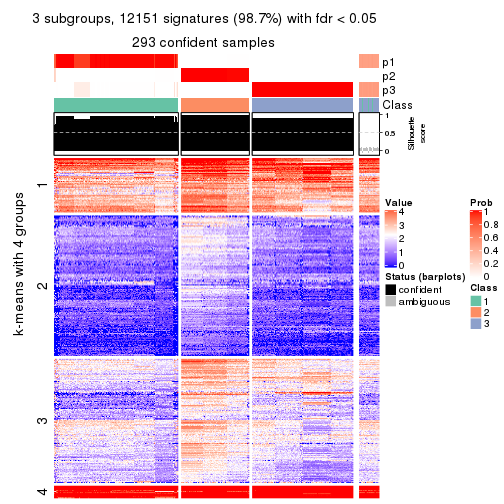 3 subgroups, 12151 signatures (98.7%) with fdr < 0.05
293 confident samples
p1
p2
p3
Class
1
0.5
0
Silhouette
score
k-means with 4 groups
1
2
3
4
Value
4
3
2
1
0
Status (barplots)
confident
ambiguous
Prob
1
0.8
0.6
0.4
0.2
0
Class
1
2
3